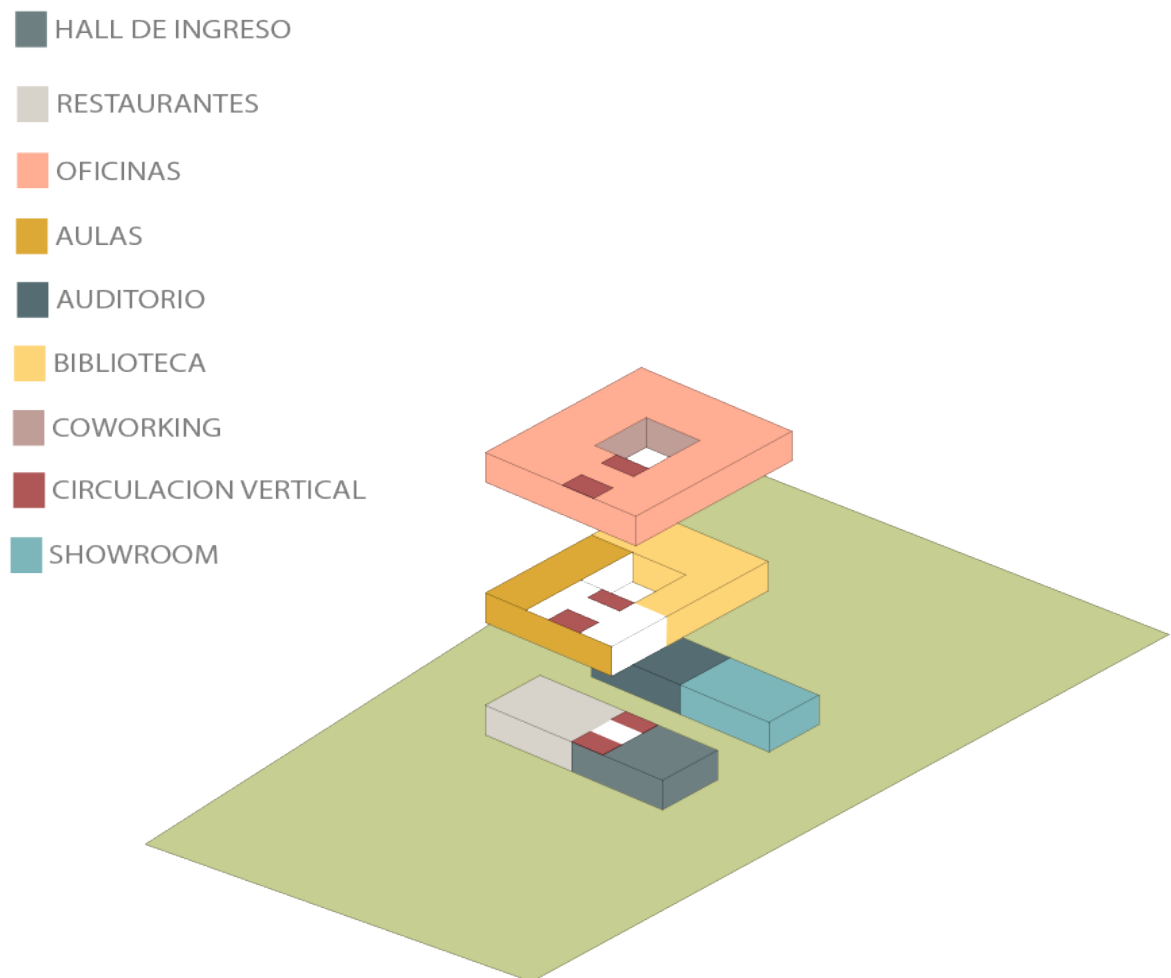 HALL DE INGRESO
RESTAURANTES
OFICINAS
AULAS
AUDITORIO
BIBLIOTECA
COWORKING
CIRCULACION VERTICAL
SHOWROOM